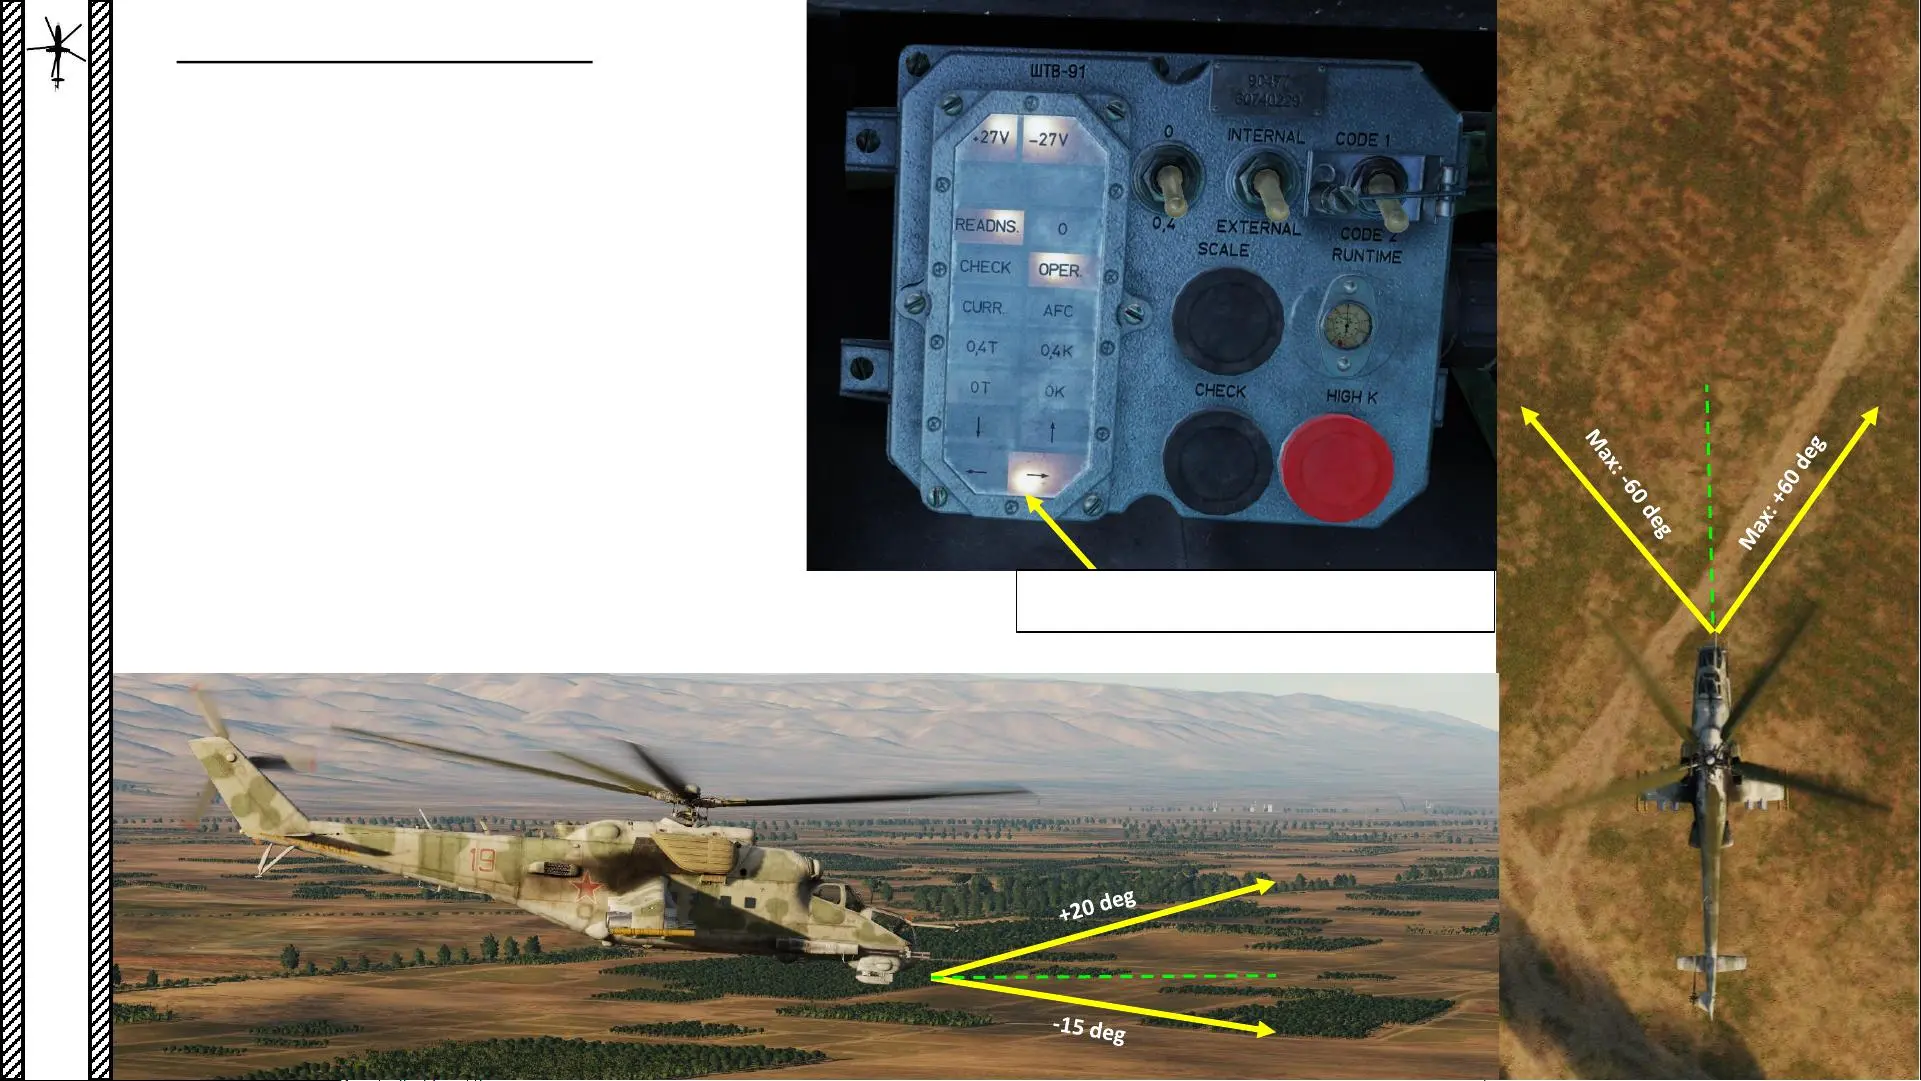 ШТВ-91
90477
60740229
+27V
-27V
READNS.
0
CHECK
OPER.
CURR.
AFC
0,4T
0,4K
0T
0K
↓
↑
←
→
0
0,4
INTERNAL
EXTERNAL
CODE 1
CODE 2
SCALE
RUNTIME
CHECK
HIGH K
Max: -60 deg
Max: +60 deg
19
+20 deg
-15 deg